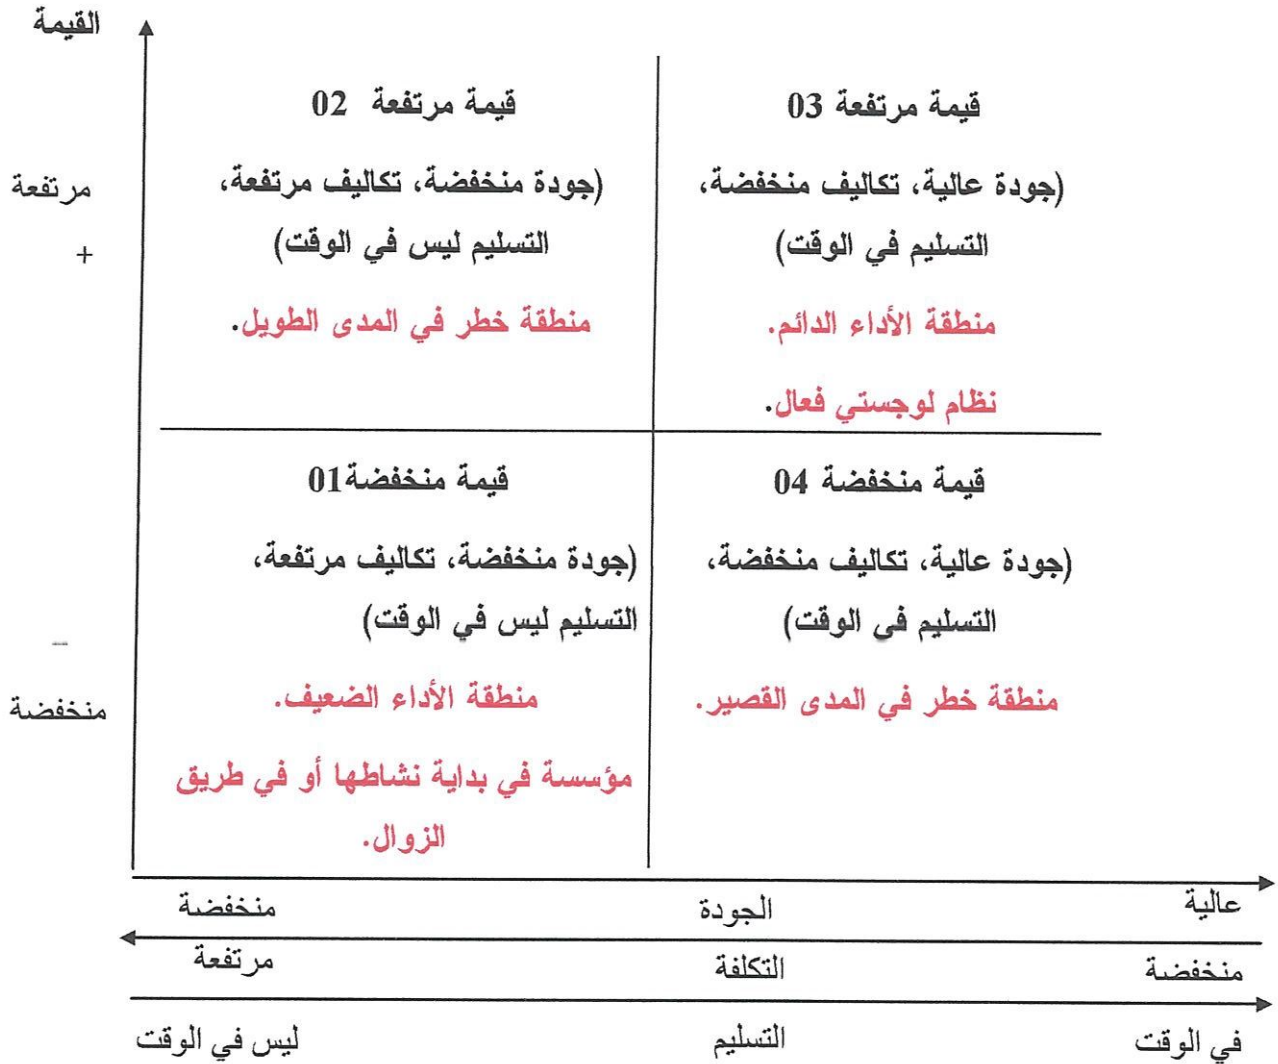 القيمة
قيمة مرتفعة 03
(جودة عالية، تكاليف منخفضة،
التسليم في الوقت)
منطقة الأداء الدائم.
نظام لوجستي فعال.
قيمة مرتفعة 02
(جودة منخفضة، تكاليف مرتفعة،
التسليم ليس في الوقت)
منطقة خطر في المدى الطويل.
مرتفعة
+
قيمة منخفضة 04
(جودة عالية، تكاليف منخفضة،
التسليم في الوقت)
منطقة خطر في المدى القصير.
قيمة منخفضة01
(جودة منخفضة، تكاليف مرتفعة،
التسليم ليس في الوقت)
منطقة الأداء الضعيف.
مؤسسة في بداية نشاطها أو في طريق
الزوال.
–
منخفضة
عالية الجودة منخفضة
منخفضة التكلفة مرتفعة
في الوقت التسليم ليس في الوقت